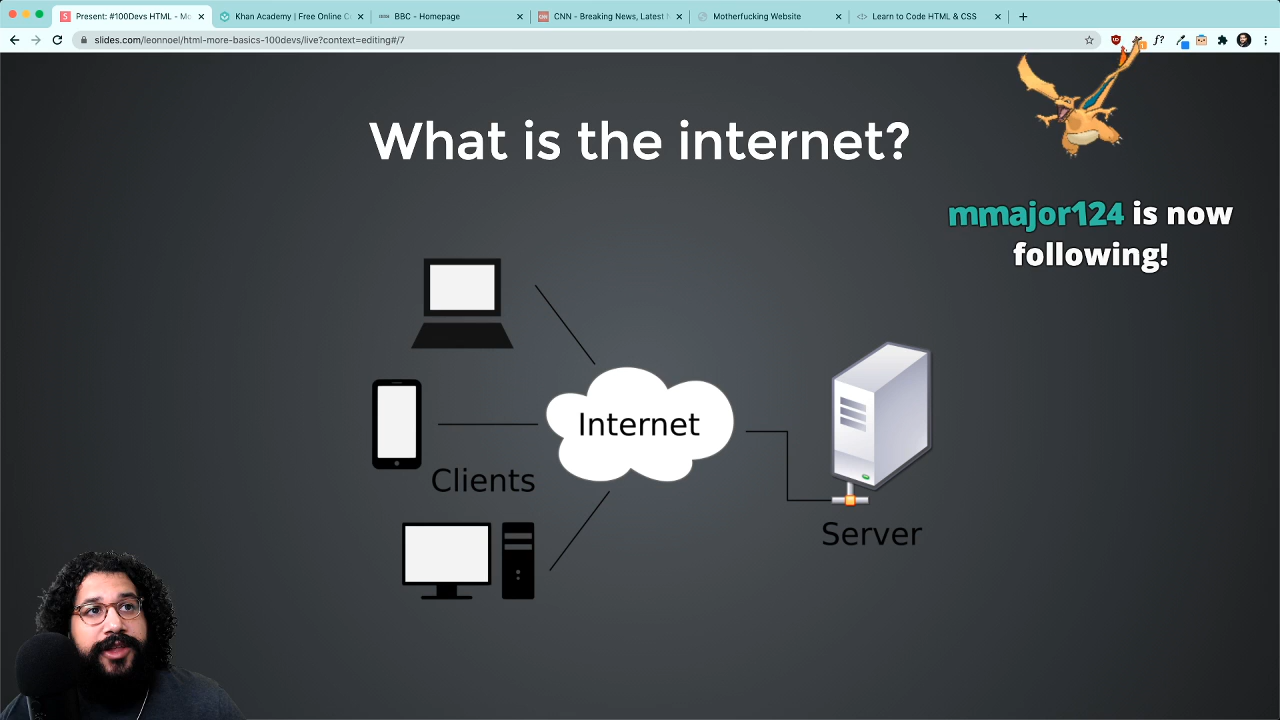 Present: #100Devs HTML - Mo
Khan Academy | Free Online C
BBC - Homepage
CNN - Breaking News, Latest N
Motherfucking Website
Learn to Code HTML & CSS
slides.com/leonnoel/html-more-basics-100devs/live?context=editing#/7
What is the internet?
mmajor124 is now
following!
Internet
Clients
Server